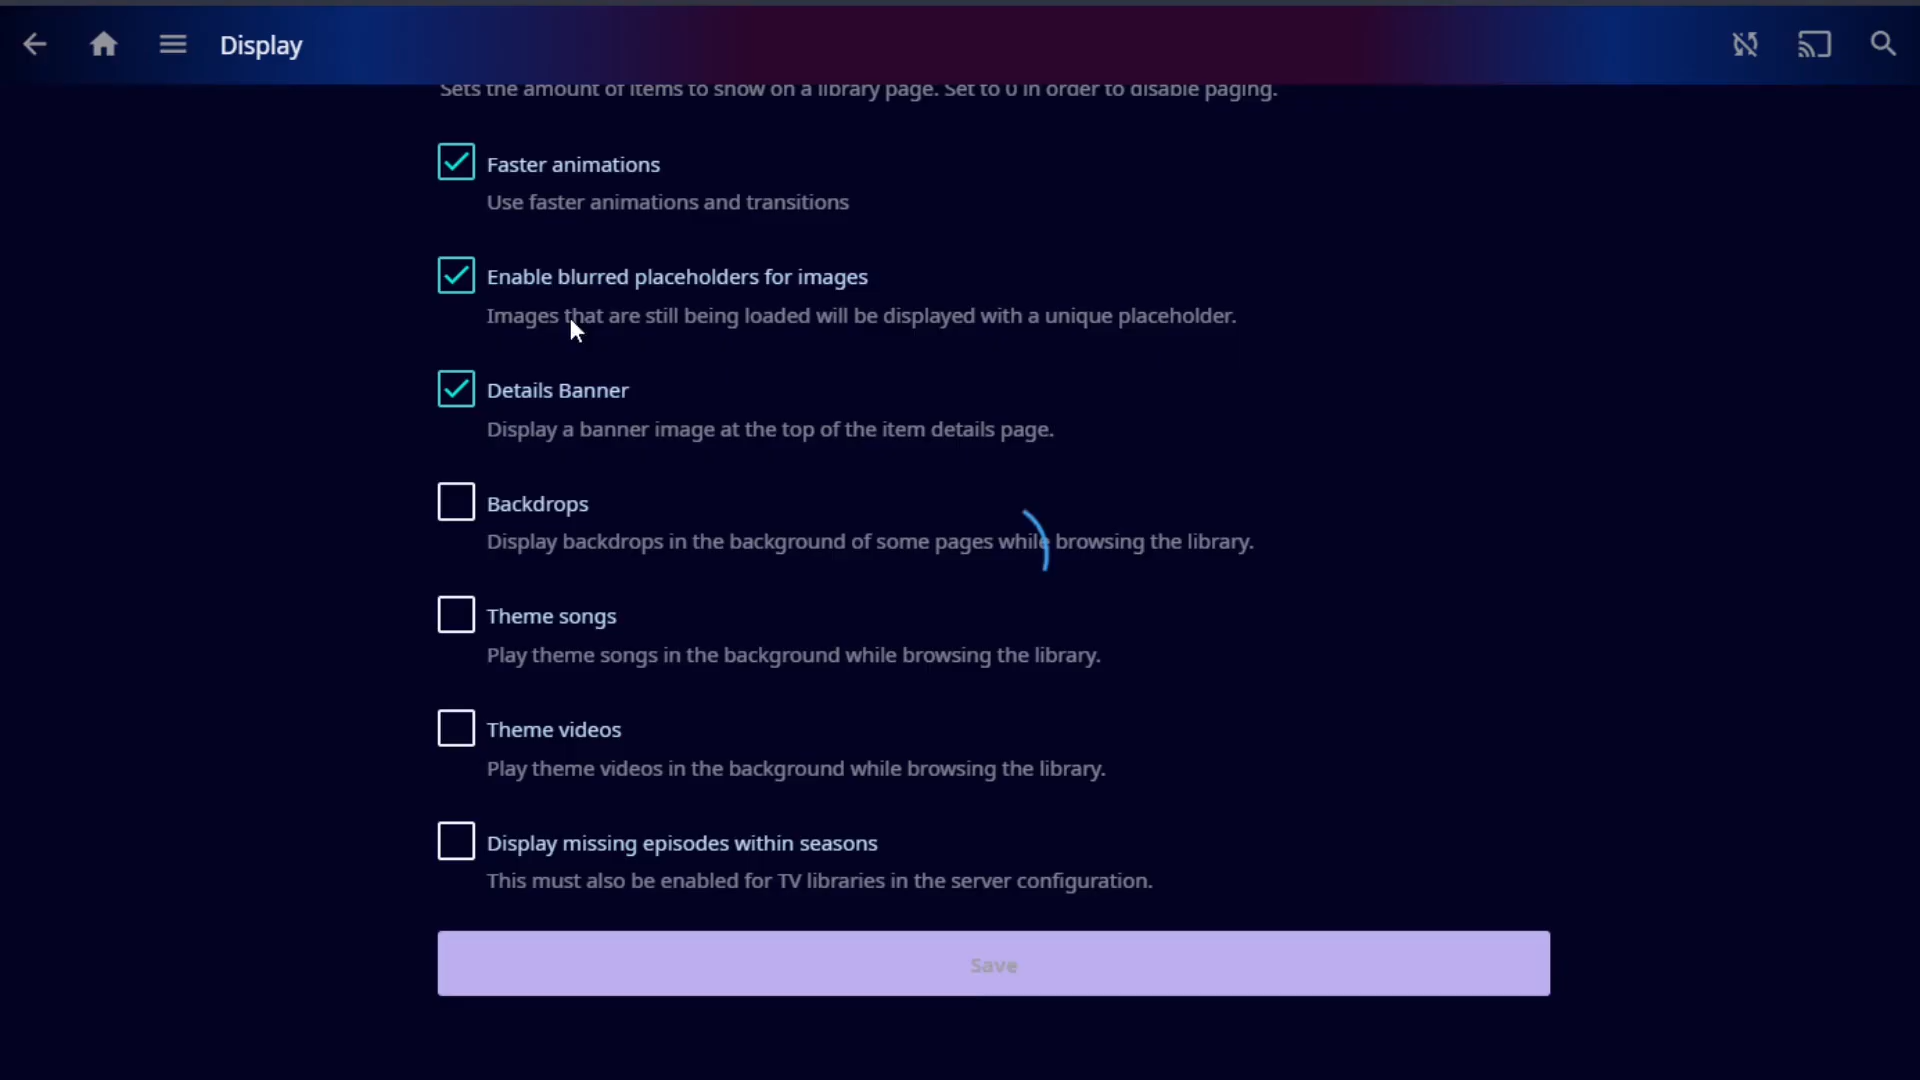 Display
Sets the amount of items to show on a library page. Set to 0 in order to disable paging.
Faster animations
Use faster animations and transitions
Enable blurred placeholders for images
Images that are still being loaded will be displayed with a unique placeholder.
Details Banner
Display a banner image at the top of the item details page.
Backdrops
Display backdrops in the background of some pages while browsing the library.
Theme songs
Play theme songs in the background while browsing the library.
Theme videos
Play theme videos in the background while browsing the library.
Display missing episodes within seasons
This must also be enabled for TV libraries in the server configuration.
Save